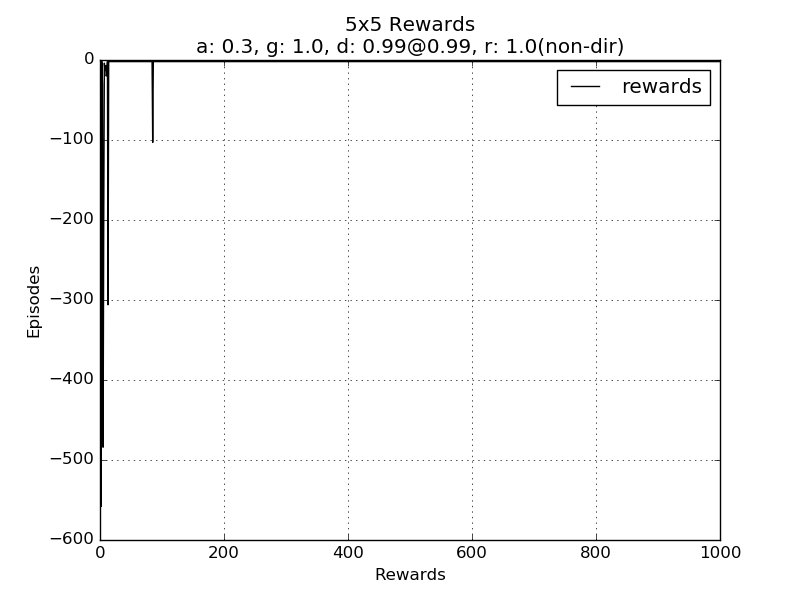 5x5 Rewards
a: 0.3, g: 1.0, d: 0.99@0.99, r: 1.0(non-dir)
rewards
0
−100
−200
−300
−400
−500
−600
Episodes
0 200 400 600 800 1000
Rewards